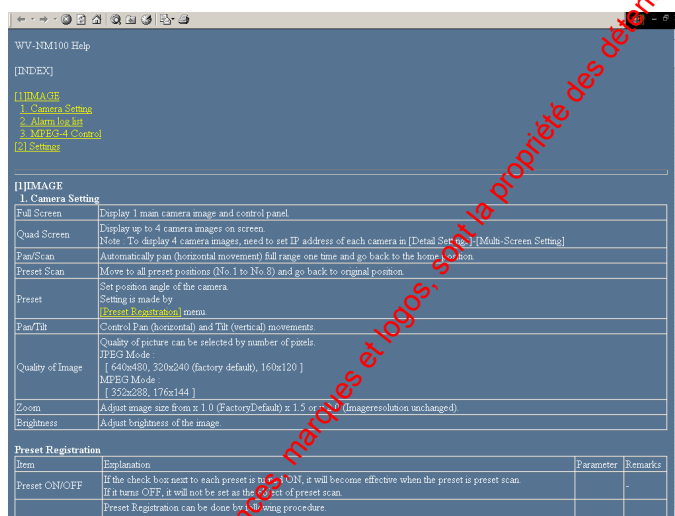 WV-NM100 Help
[INDEX]
[1]IMAGE
1. Camera Setting
2. Alarm log list
3. MPEG-4 Control
[2] Settings
[1]IMAGE
1. Camera Setting
Full Screen Display 1 main camera image and control panel.
Quad Screen Display up to 4 camera images on screen.
Note : To display 4 camera images, need to set IP address of each camera in [Detail Settings]-[Multi-Screen Setting]
Pan/Scan Automatically pan (horizontal movement) full range one time and go back to the home position.
Preset Scan Move to all preset positions (No.1 to No.8) and go back to original position.
Preset Set position angle of the camera.
Setting is made by
[Preset Registration] menu.
Pan/Tilt Control Pan (horizontal) and Tilt (vertical) movements.
Quality of Image Quality of picture can be selected by number of pixels.
JPEG Mode :
[ 640x480, 320x240 (factory default), 160x120 ]
MPEG Mode :
[ 352x288, 176x144 ]
Zoom Adjust image size from x 1.0 (FactoryDefault) x 1.5 or x 2.0 (Imageresolution unchanged).
Brightness Adjust brightness of the image.
Preset Registration
Item Explanation Parameter Remarks
Preset ON/OFF If the check box next to each preset is turned ON, it will become effective when the preset is preset scan.
If it turns OFF, it will not be set as the object of preset scan. -
Preset Registration can be done by following procedure.
marques et logos, sont la propriété des